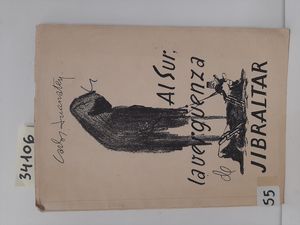 Al Sur,
la vergüenza
de
JIBRALTAR
34106
55